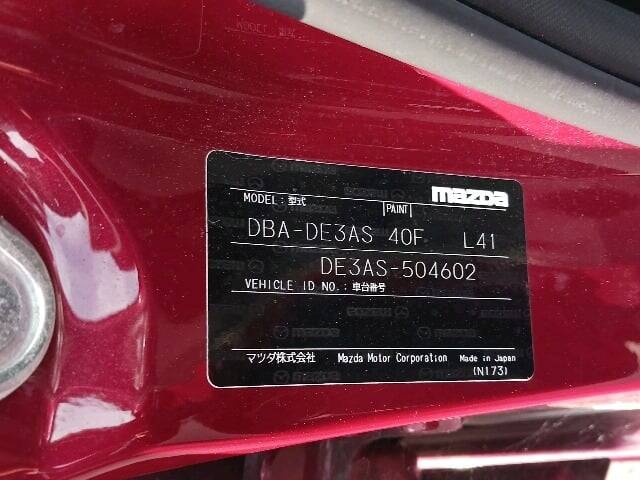 mazda
MODEL:型式 PAINT
DBA-DE3AS 40F L41
DE3AS-504602
VEHICLE ID NO.:車台番号
マツダ株式会社 Mazda Motor Corporation Made in Japan
(N173)